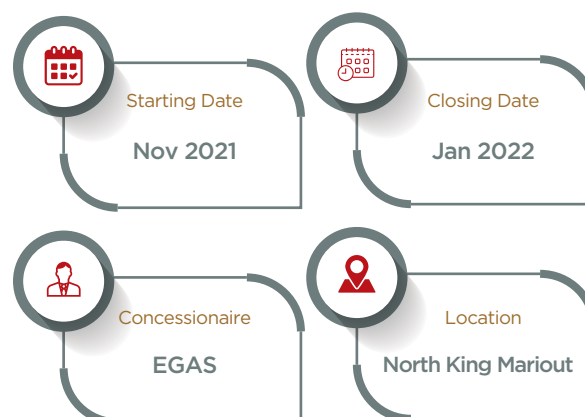 Starting Date
Nov 2021
Closing Date
Jan 2022
Concessionaire
EGAS
Location
North King Mariout